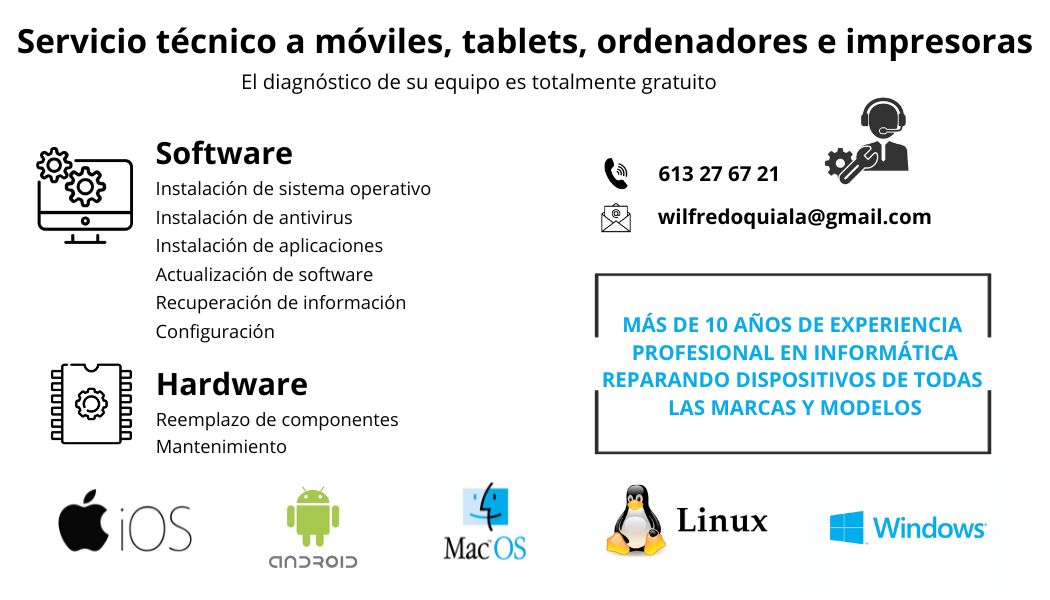 Servicio técnico a móviles, tablets, ordenadores e impresoras
El diagnóstico de su equipo es totalmente gratuito
Software
Instalación de sistema operativo
Instalación de antivirus
Instalación de aplicaciones
Actualización de software
Recuperación de información
Configuración
Hardware
Reemplazo de componentes
Mantenimiento
613 27 67 21
@
wilfredoquiala@gmail.com
MÁS DE 10 AÑOS DE EXPERIENCIA
PROFESIONAL EN INFORMÁTICA
REPARANDO DISPOSITIVOS DE TODAS
LAS MARCAS Y MODELOS
iOS
ANDROID
Mac™OS
Linux
Windows